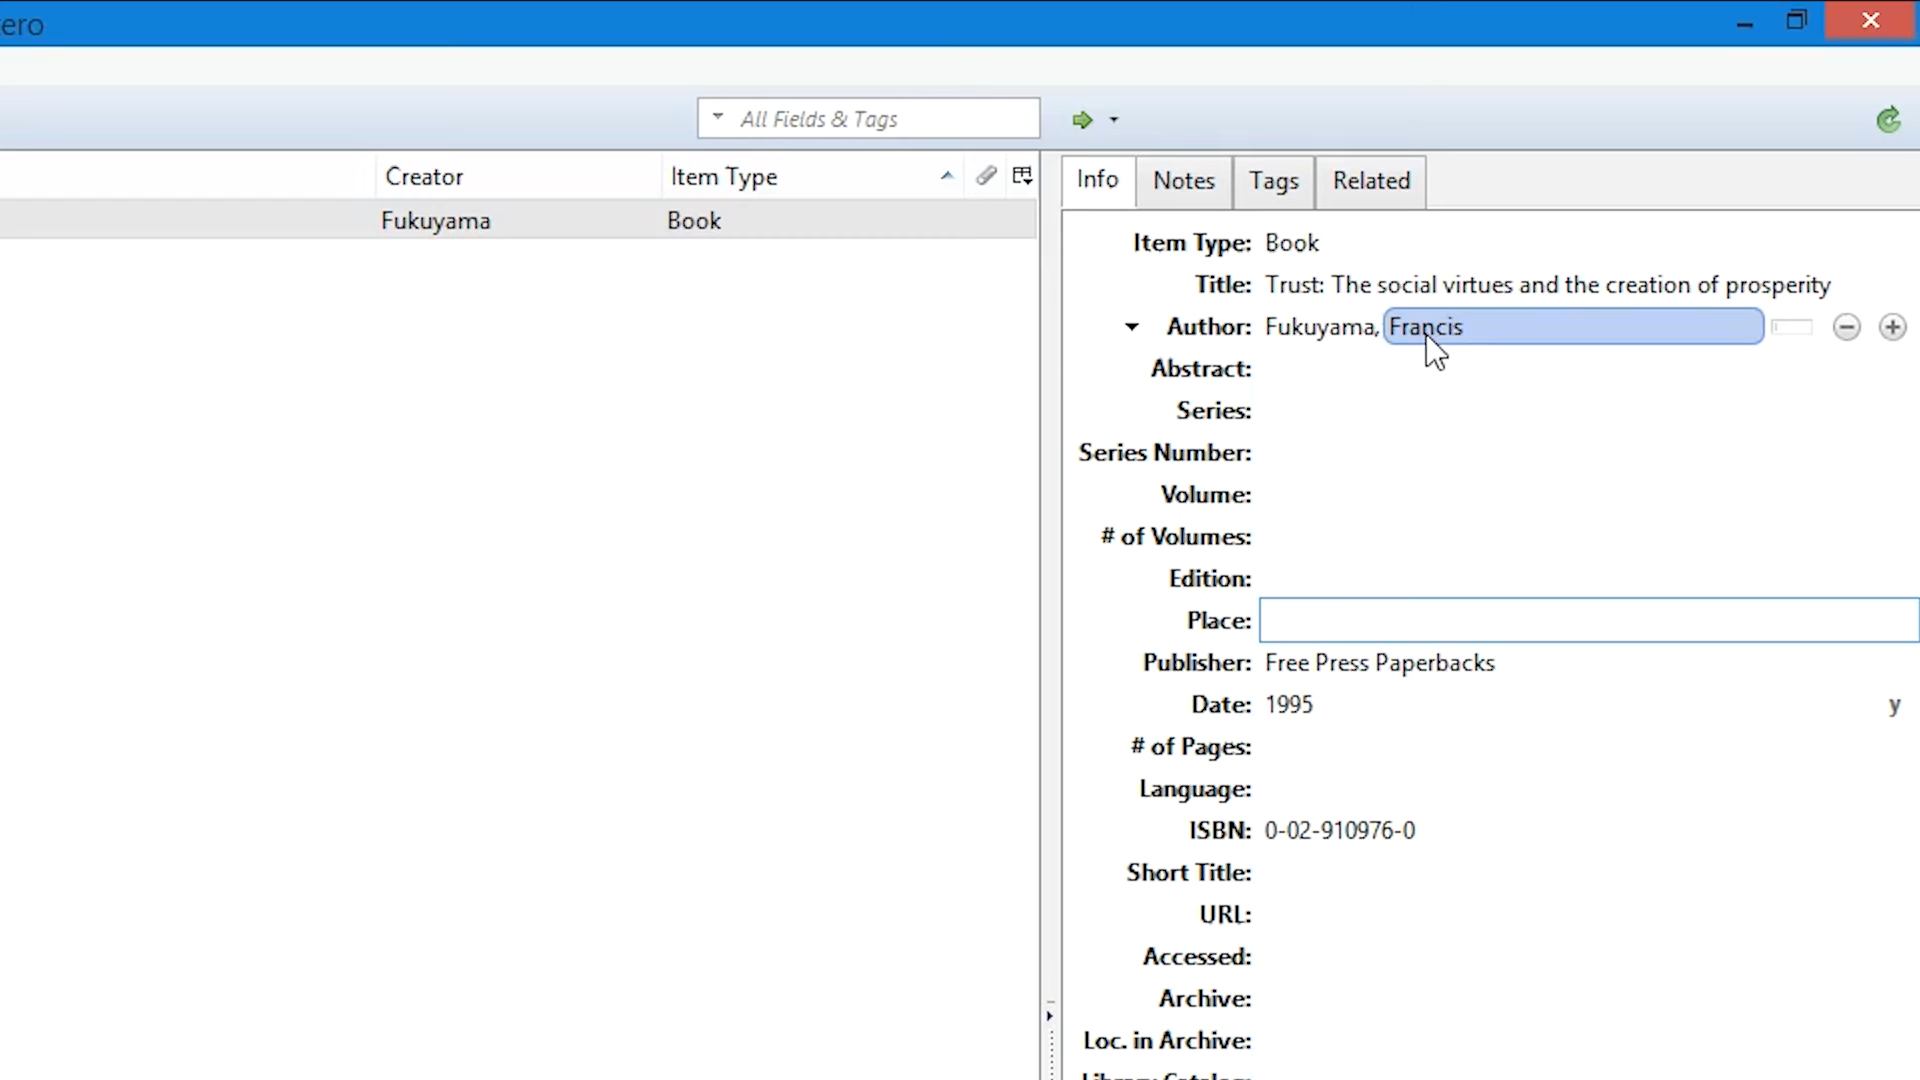 ero
All Fields & Tags
Creator Item Type
Fukuyama Book
Info Notes Tags Related
Item Type: Book
Title: Trust: The social virtues and the creation of prosperity
Author: Fukuyama, Francis
Abstract:
Series:
Series Number:
Volume:
# of Volumes:
Edition:
Place:
Publisher: Free Press Paperbacks
Date: 1995 y
# of Pages:
Language:
ISBN: 0-02-910976-0
Short Title:
URL:
Accessed:
Archive:
Loc. in Archive:
Library Catalog: